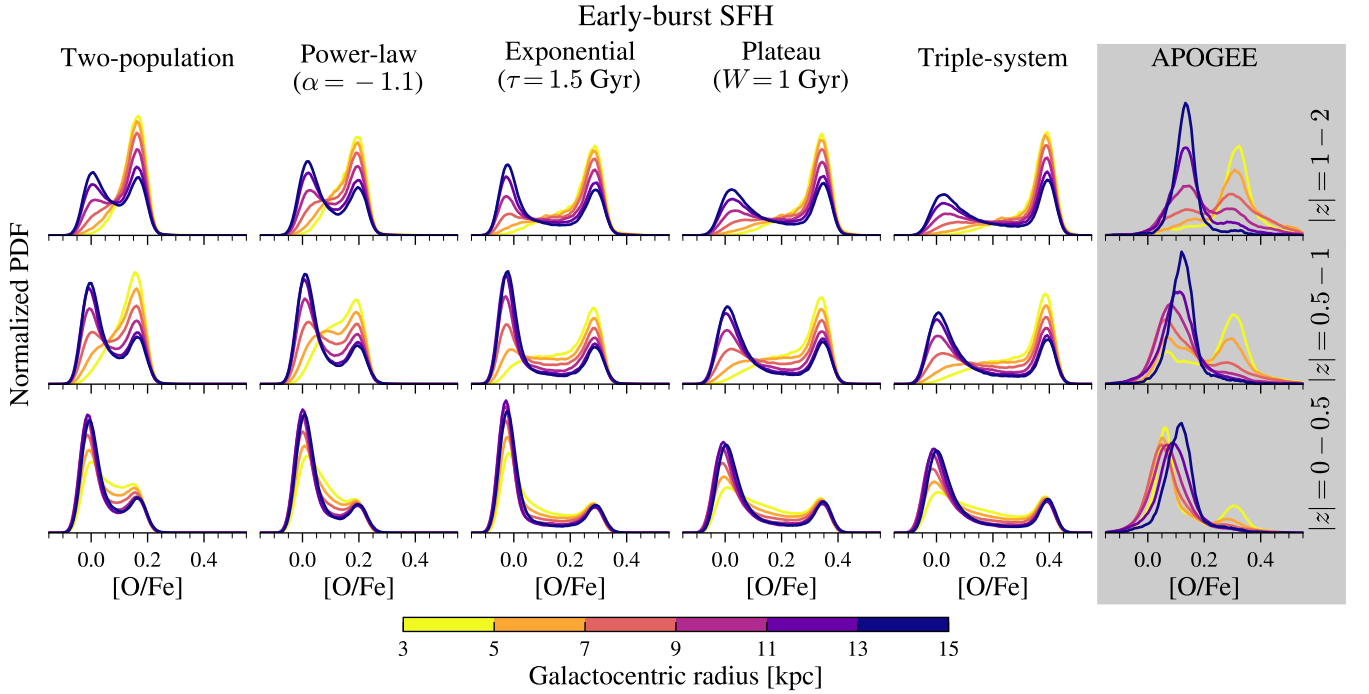 Early-burst SFH
Two-population
Power-law
(α = −1.1)
Exponential
(τ = 1.5 Gyr)
Plateau
(W = 1 Gyr)
Triple-system
APOGEE
Normalized PDF
|z| = 1 − 2
|z| = 0.5 − 1
|z| = 0 − 0.5
0.0 0.2 0.4 0.0 0.2 0.4 0.0 0.2 0.4 0.0 0.2 0.4 0.0 0.2 0.4 0.0 0.2 0.4
[O/Fe] [O/Fe] [O/Fe] [O/Fe] [O/Fe] [O/Fe]
3 5 7 9 11 13 15
Galactocentric radius [kpc]